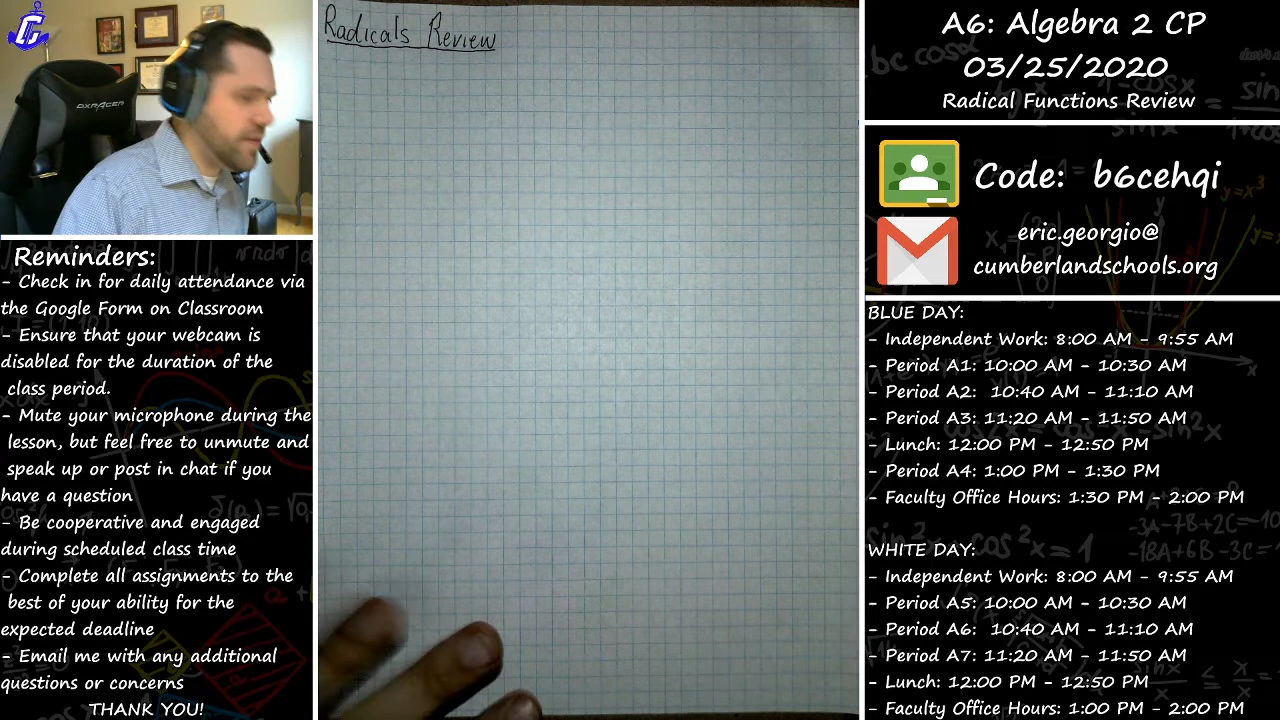 C
DXRACER
Radicals Review
A6: Algebra 2 CP
03/25/2020
Radical Functions Review
Code: b6cehqi
eric.georgio@
cumberlandschools.org
Reminders:
- Check in for daily attendance via
the Google Form on Classroom
- Ensure that your webcam is
disabled for the duration of the
class period.
- Mute your microphone during the
lesson, but feel free to unmute and
speak up or post in chat if you
have a question
- Be cooperative and engaged
during scheduled class time
- Complete all assignments to the
best of your ability for the
expected deadline
- Email me with any additional
questions or concerns
THANK YOU!
BLUE DAY:
- Independent Work: 8:00 AM - 9:55 AM
- Period A1: 10:00 AM - 10:30 AM
- Period A2: 10:40 AM - 11:10 AM
- Period A3: 11:20 AM - 11:50 AM
- Lunch: 12:00 PM - 12:50 PM
- Period A4: 1:00 PM - 1:30 PM
- Faculty Office Hours: 1:30 PM - 2:00 PM
WHITE DAY:
- Independent Work: 8:00 AM - 9:55 AM
- Period A5: 10:00 AM - 10:30 AM
- Period A6: 10:40 AM - 11:10 AM
- Period A7: 11:20 AM - 11:50 AM
- Lunch: 12:00 PM - 12:50 PM
- Faculty Office Hours: 1:00 PM - 2:00 PM